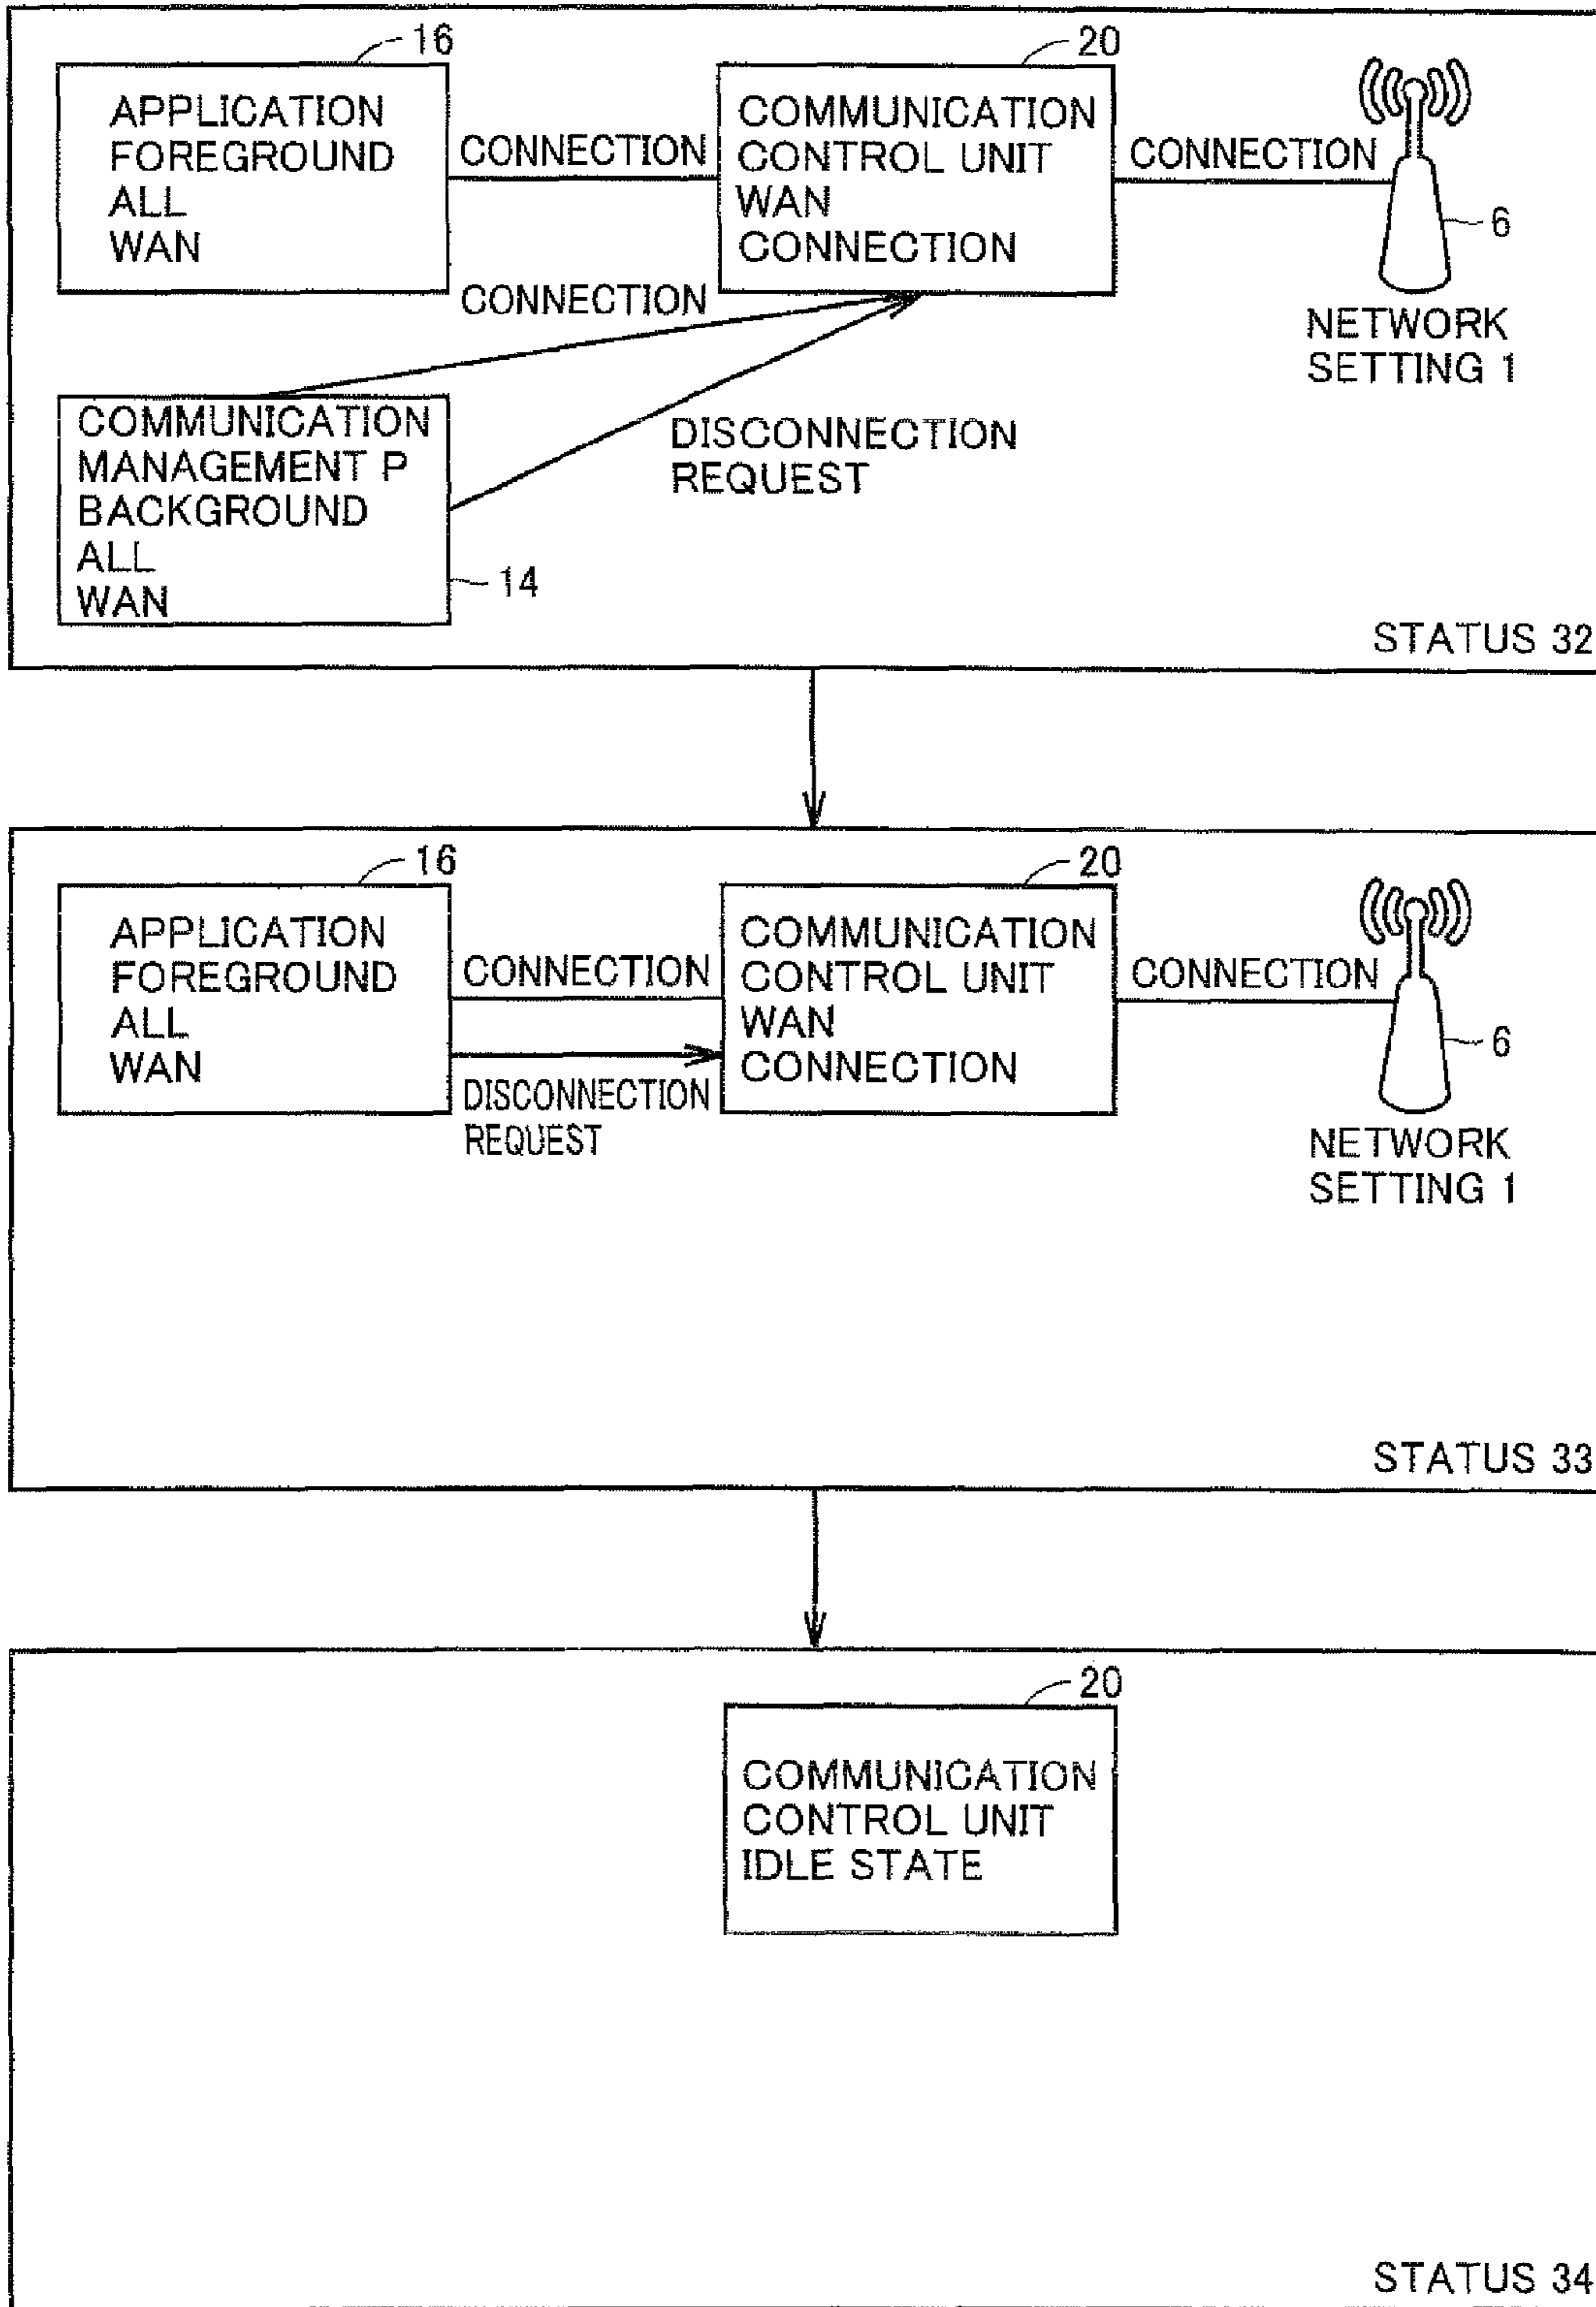 16
APPLICATION
FOREGROUND
ALL
WAN
CONNECTION
20
COMMUNICATION
CONTROL UNIT
WAN
CONNECTION
CONNECTION
6
NETWORK
SETTING 1
CONNECTION
COMMUNICATION
MANAGEMENT P
BACKGROUND
ALL
WAN
14
DISCONNECTION
REQUEST
STATUS 32
16
APPLICATION
FOREGROUND
ALL
WAN
CONNECTION
DISCONNECTION
REQUEST
20
COMMUNICATION
CONTROL UNIT
WAN
CONNECTION
CONNECTION
6
NETWORK
SETTING 1
STATUS 33
20
COMMUNICATION
CONTROL UNIT
IDLE STATE
STATUS 34